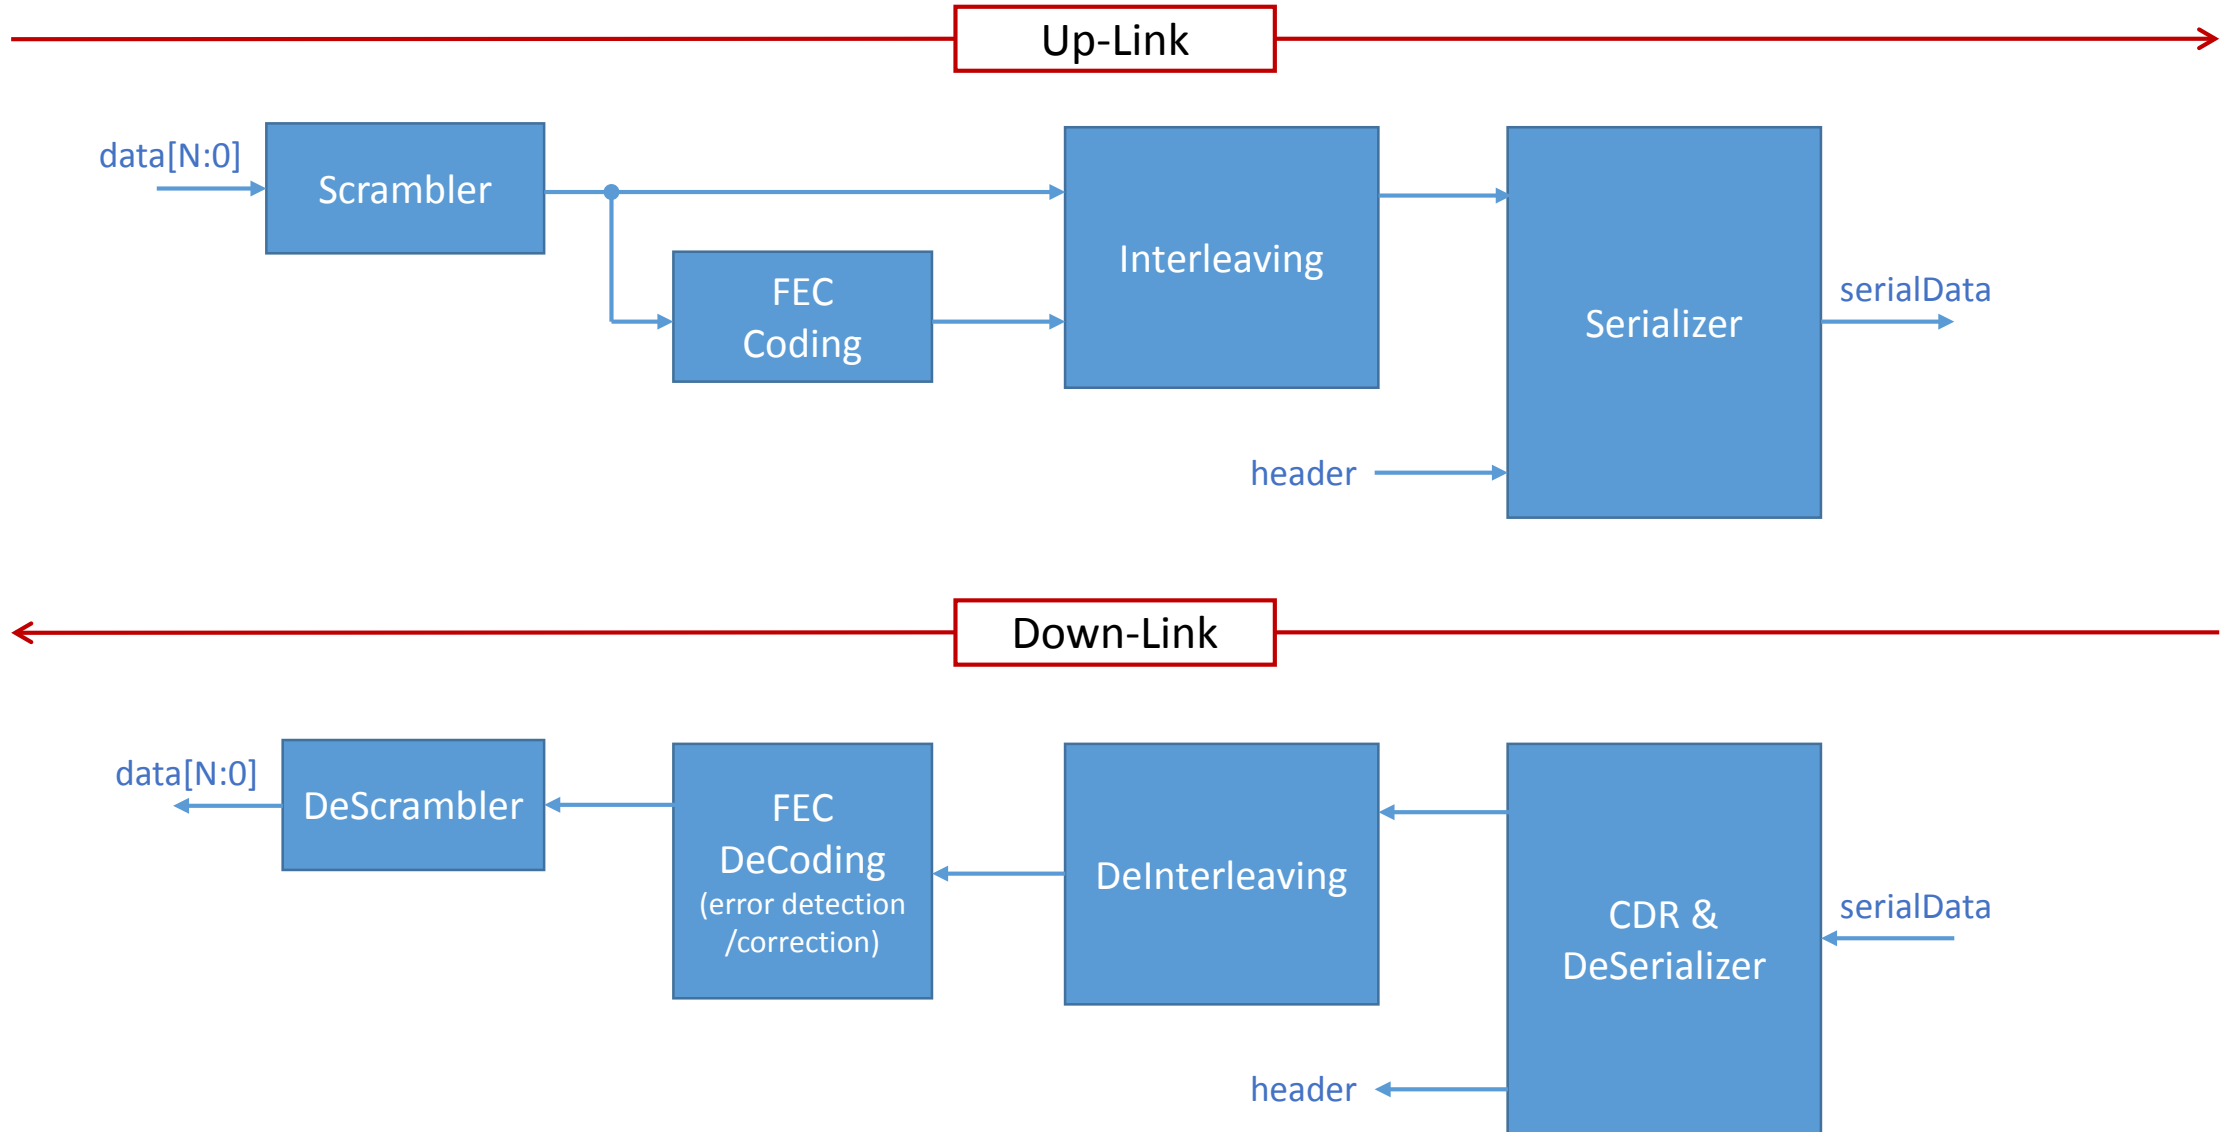 Up-Link
data[N:0]
Scrambler
FEC
Coding
Interleaving
Serializer
serialData
header
Down-Link
data[N:0]
DeScrambler
FEC
DeCoding
(error detection
/correction)
DeInterleaving
CDR &
DeSerializer
serialData
header